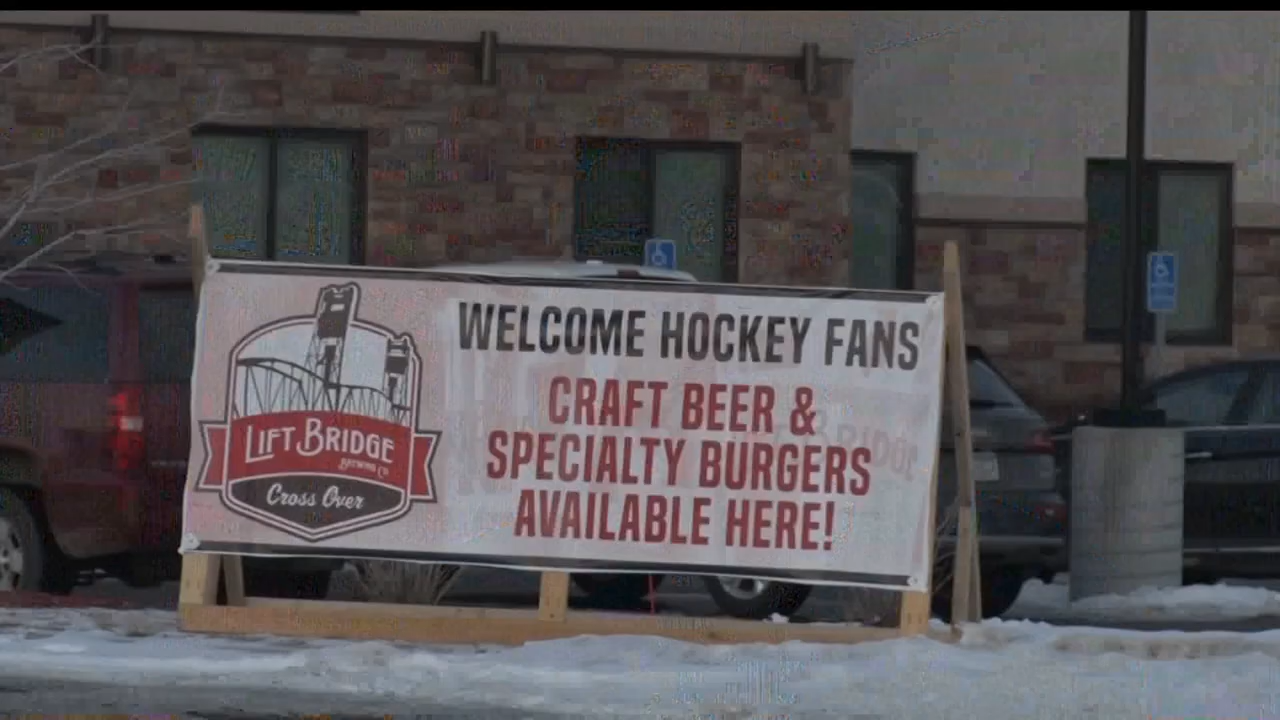 WELCOME HOCKEY FANS
CRAFT BEER &
SPECIALTY BURGERS
AVAILABLE HERE!
LIFT BRIDGE
BREWING CO
Cross Over